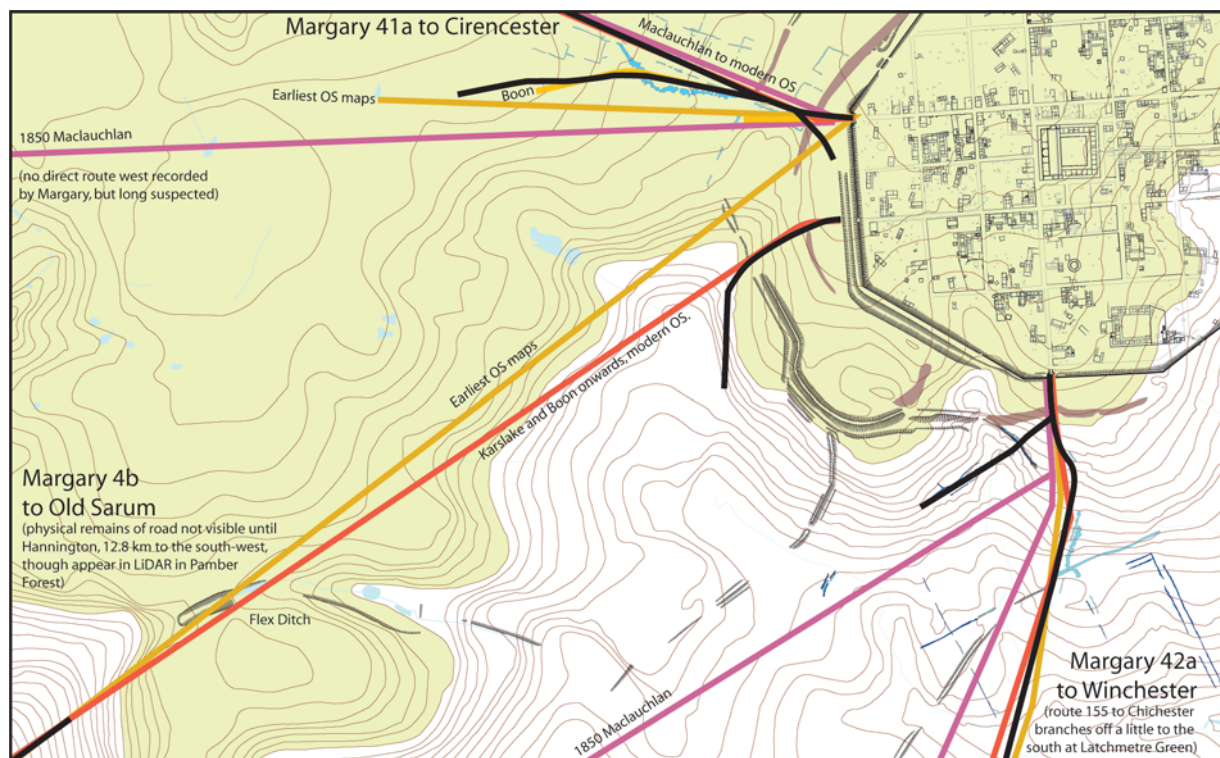 Margary 41a to Cirencester
Maclauchlan to modern OS
Boon
Earliest OS maps
1850 Maclauchlan
(no direct route west recorded
by Margary, but long suspected)
Earliest OS maps
Karslake and Boon onwards, modern OS.
Margary 4b
to Old Sarum
(physical remains of road not visible until
Hannington, 12.8 km to the south-west,
though appear in LiDAR in Pamber
Forest)
Flex Ditch
1850 Maclauchlan
Margary 42a
to Winchester
(route 155 to Chichester
branches off a little to the
south at Latchmetre Green)